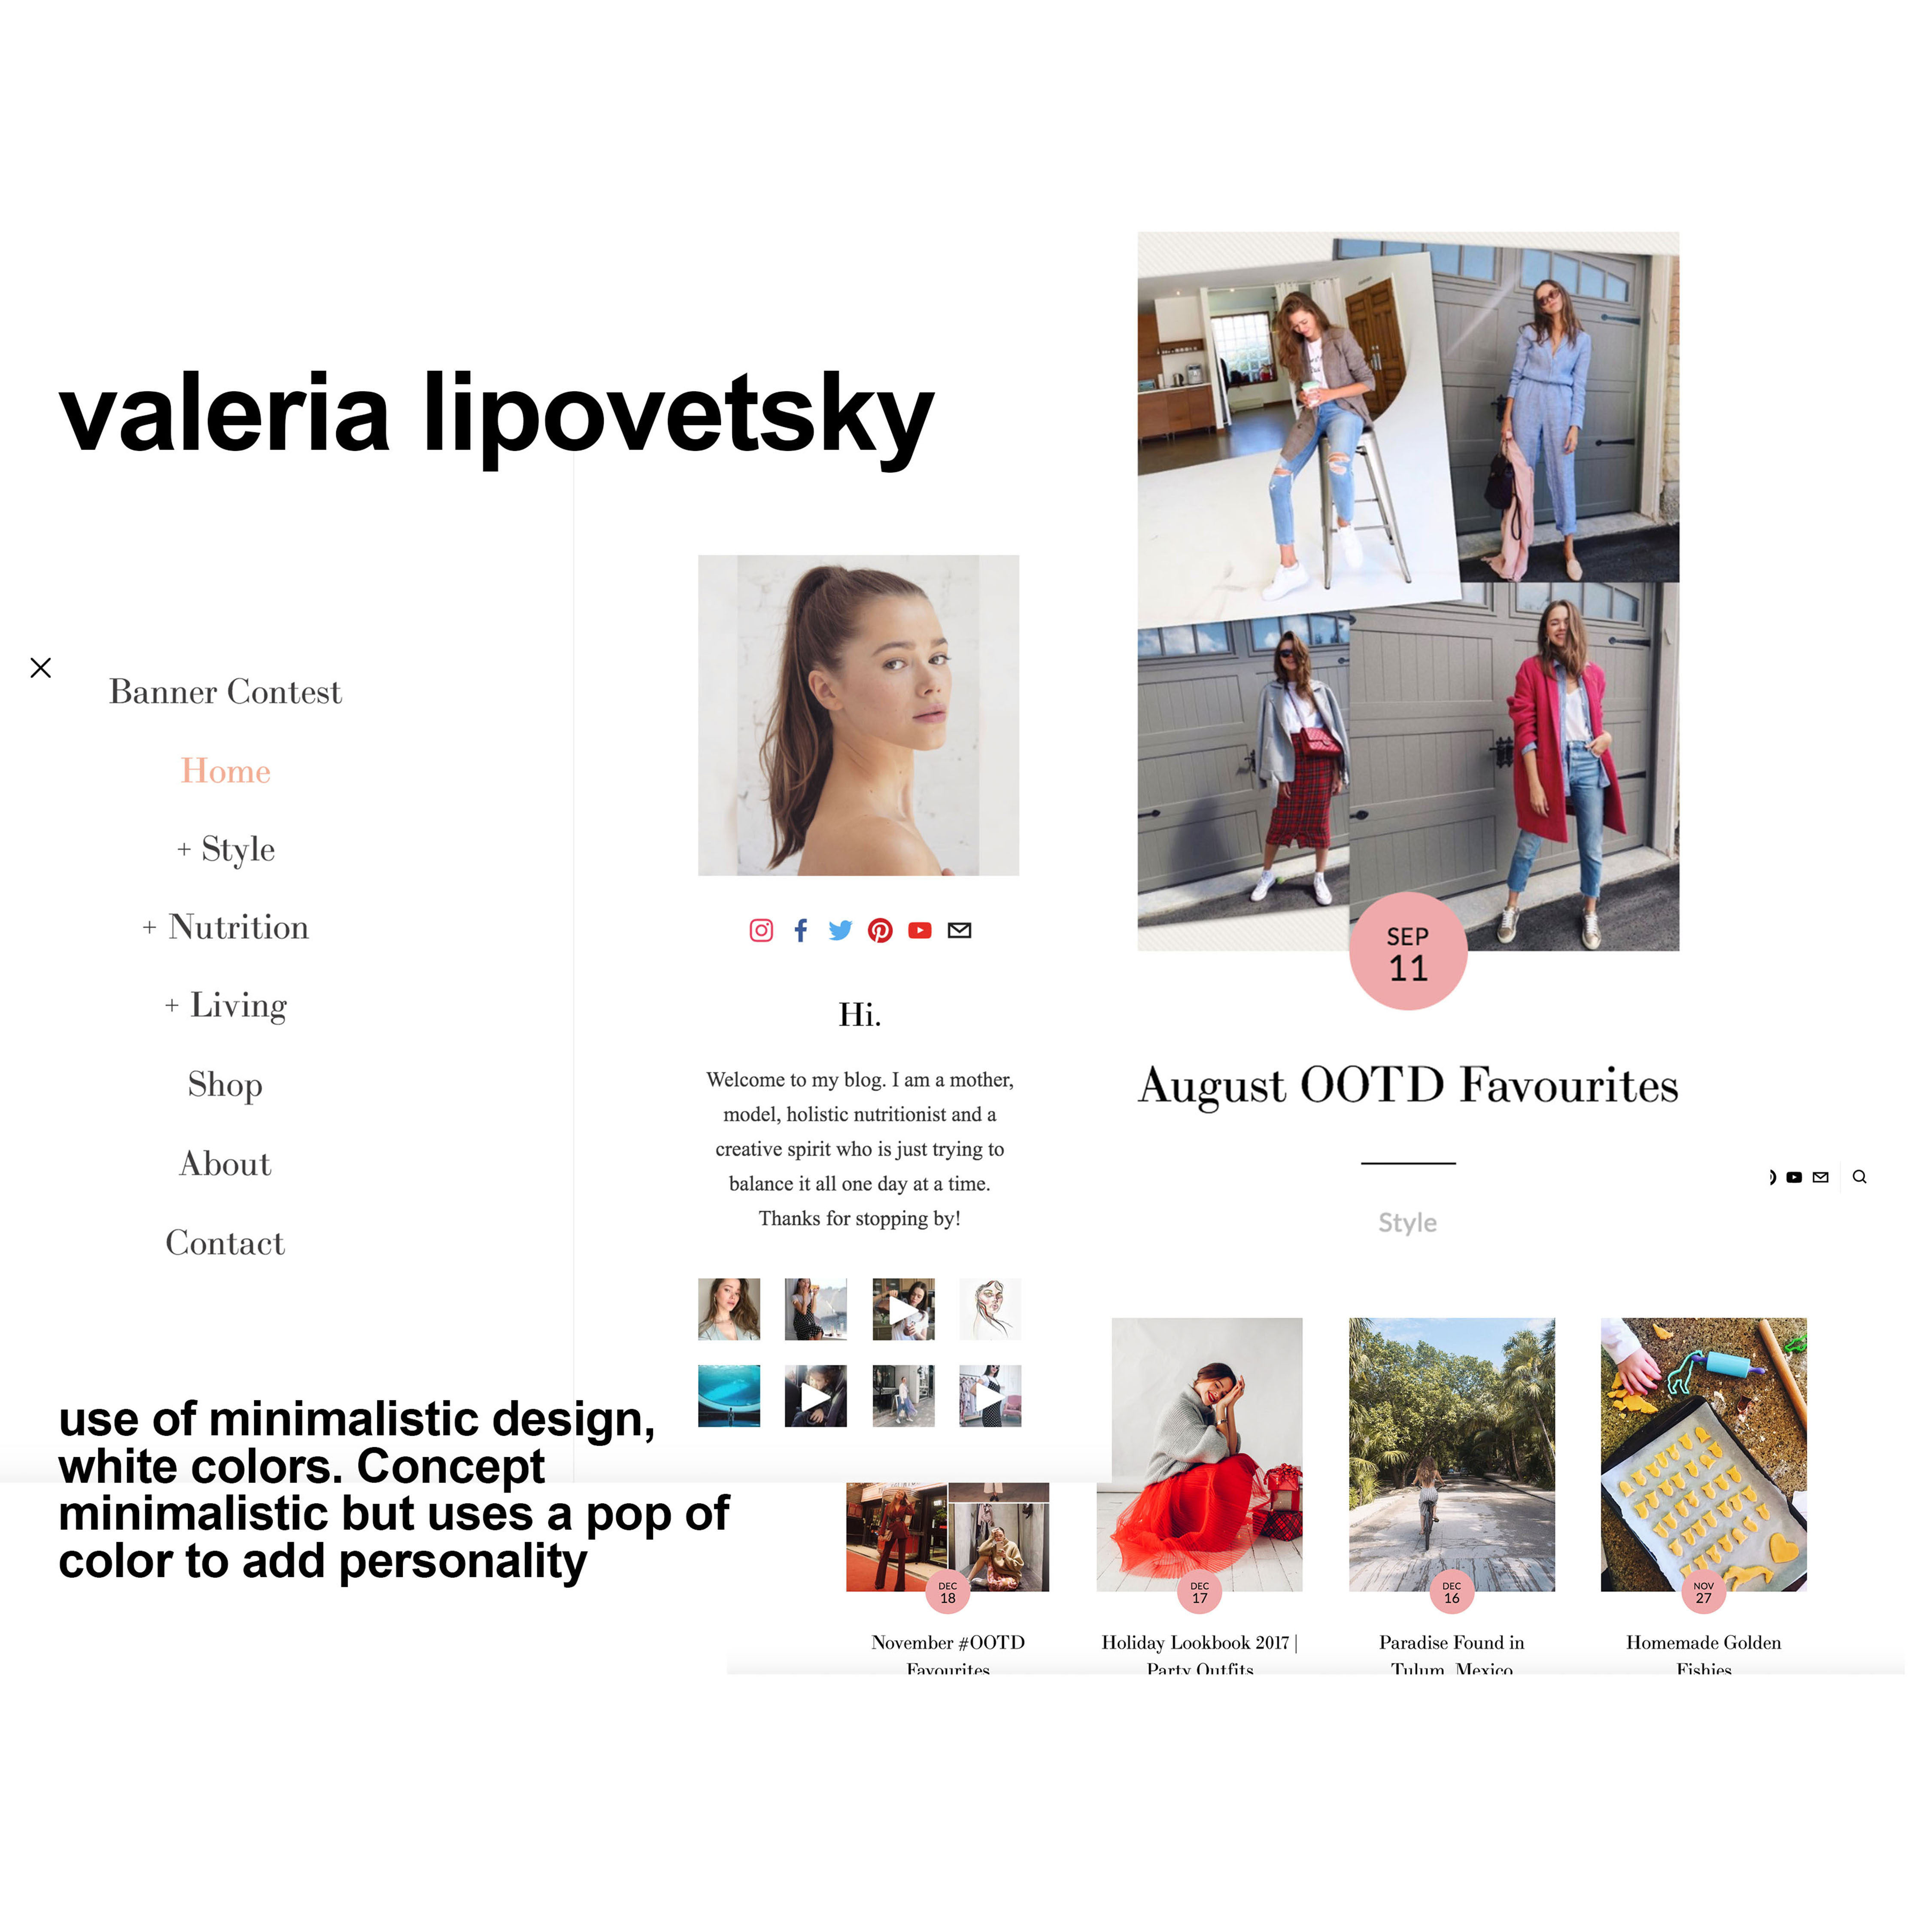 valeria lipovetsky
Banner Contest
Home
+ Style
+ Nutrition
+ Living
Shop
About
Contact
use of minimalistic design,
white colors. Concept
minimalistic but uses a pop of
color to add personality
Hi.
Welcome to my blog. I am a mother,
model, holistic nutritionist and a
creative spirit who is just trying to
balance it all one day at a time.
Thanks for stopping by!
SEP
11
August OOTD Favourites
Style
DEC
18
November #OOTD
Favourites
DEC
17
Holiday Lookbook 2017 |
Party Outfits
DEC
16
Paradise Found in
Tulum, Mexico
NOV
27
Homemade Golden
Fishies